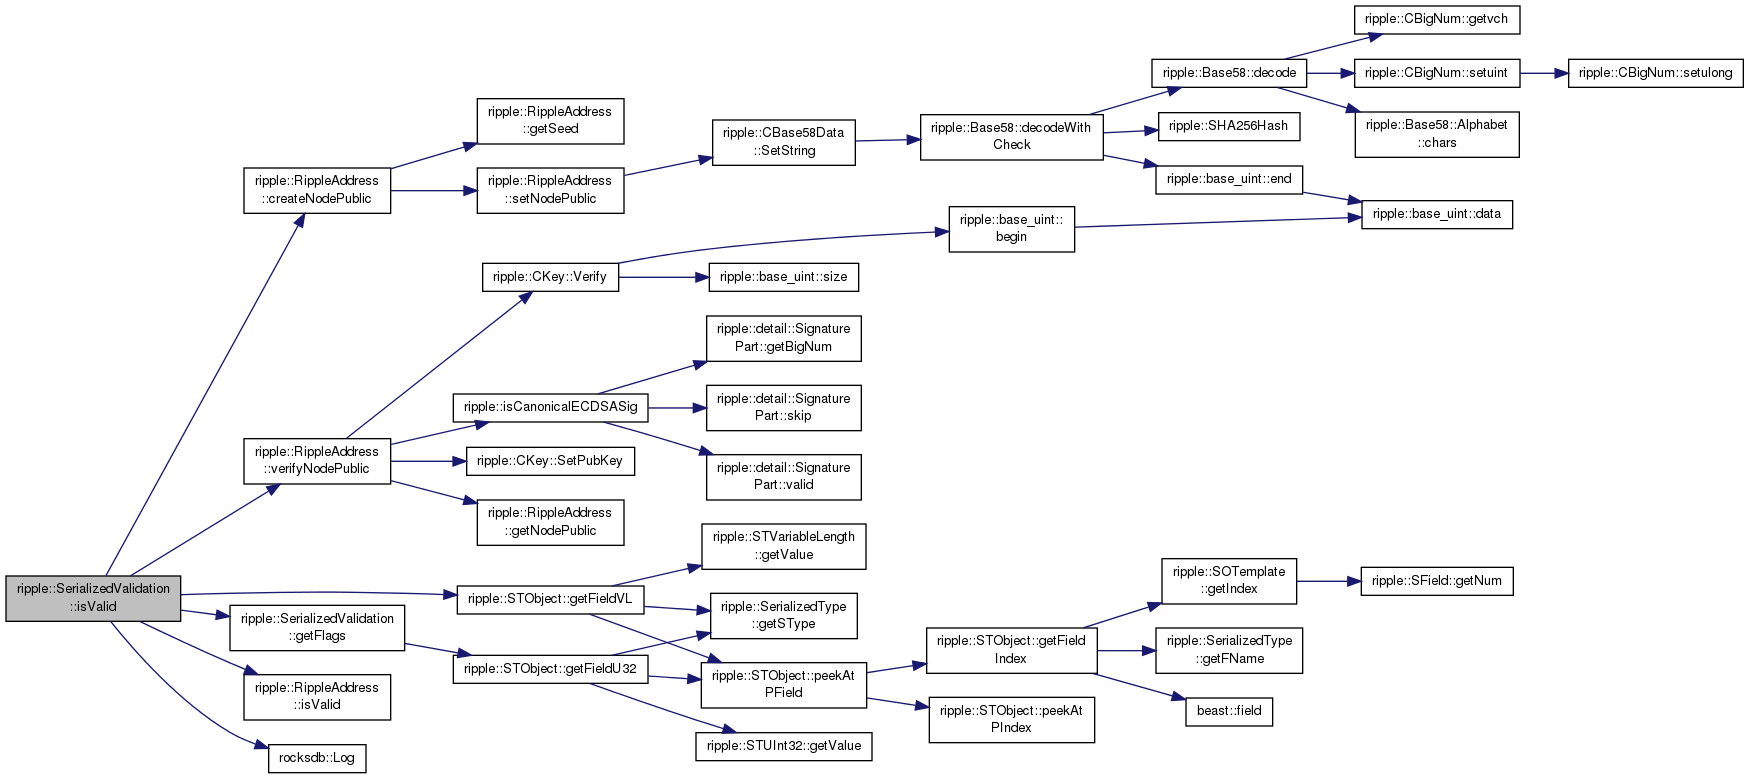 ripple::CBigNum::getvch
ripple::Base58::decode
ripple::CBigNum::setuint
ripple::CBigNum::setulong
ripple::RippleAddress
::getSeed
ripple::CBase58Data
::SetString
ripple::Base58::decodeWith
Check
ripple::SHA256Hash
ripple::Base58::Alphabet
::chars
ripple::RippleAddress
::createNodePublic
ripple::RippleAddress
::setNodePublic
ripple::base_uint::end
ripple::base_uint::data
ripple::base_uint::
begin
ripple::CKey::Verify
ripple::base_uint::size
ripple::detail::Signature
Part::getBigNum
ripple::isCanonicalECDSASig
ripple::detail::Signature
Part::skip
ripple::RippleAddress
::verifyNodePublic
ripple::CKey::SetPubKey
ripple::detail::Signature
Part::valid
ripple::RippleAddress
::getNodePublic
ripple::STVariableLength
::getValue
ripple::SerializedValidation
::isValid
ripple::STObject::getFieldVL
ripple::SOTemplate
::getIndex
ripple::SField::getNum
ripple::SerializedValidation
::getFlags
ripple::SerializedType
::getSType
ripple::STObject::getFieldU32
ripple::STObject::getField
Index
ripple::SerializedType
::getFName
ripple::RippleAddress
::isValid
ripple::STObject::peekAt
PField
ripple::STObject::peekAt
PIndex
beast::field
rocksdb::Log
ripple::STUInt32::getValue